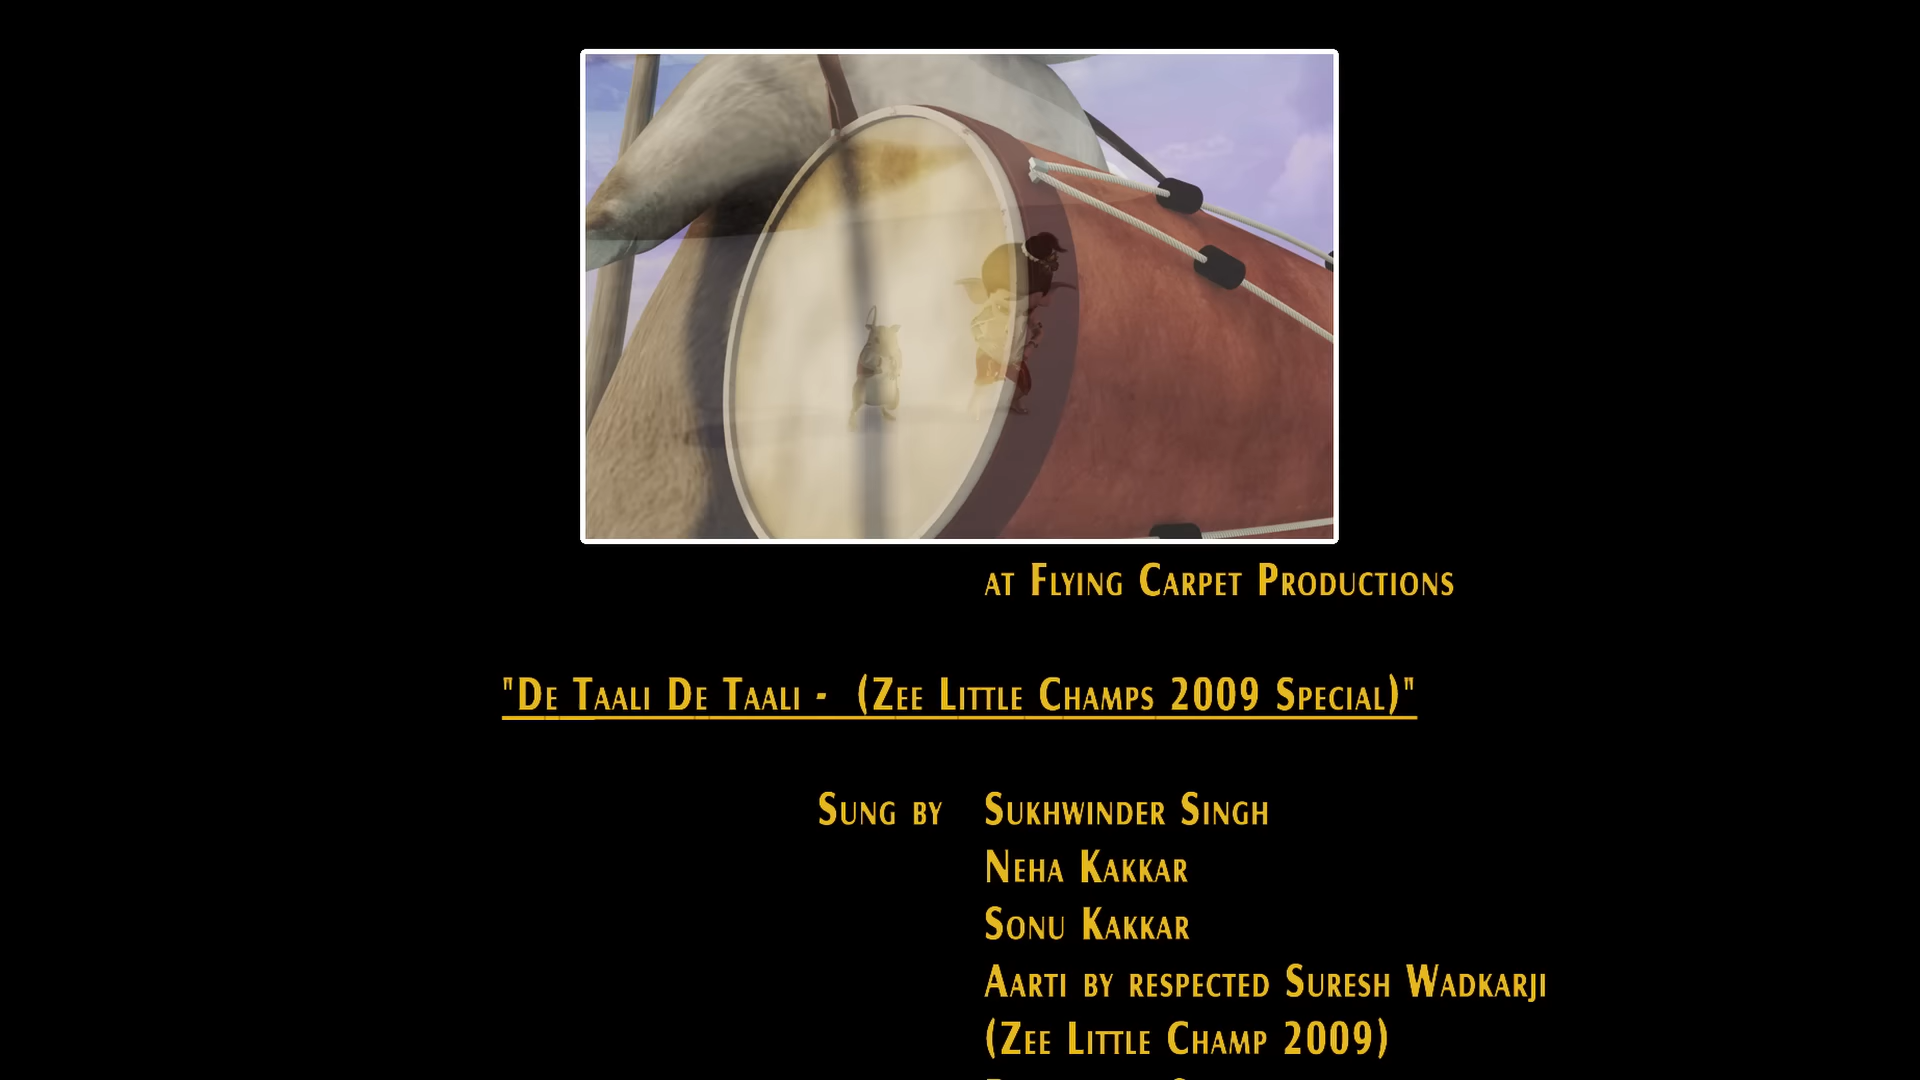 at Flying Carpet Productions
"De Taali De Taali - (Zee Little Champs 2009 Special)"
Sung by Sukhwinder Singh
Neha Kakkar
Sonu Kakkar
Aarti by respected Suresh Wadkarji
(Zee Little Champ 2009)